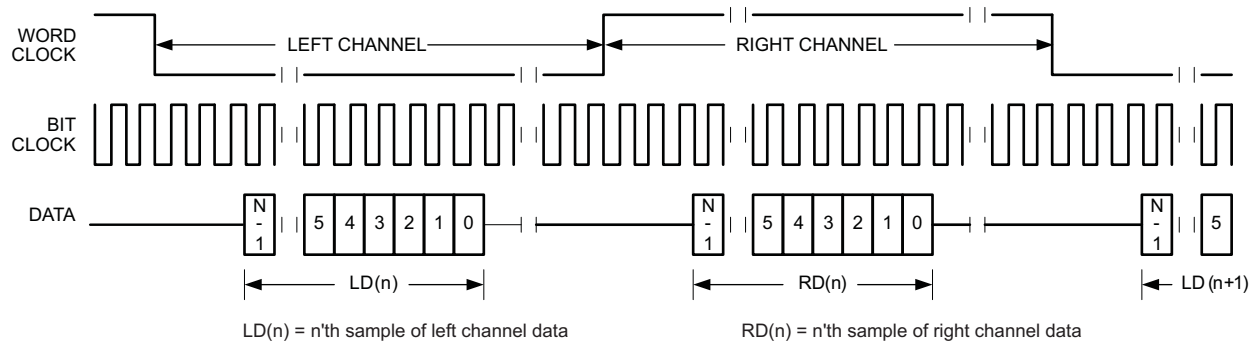 WORD
CLOCK
LEFT CHANNEL
RIGHT CHANNEL
BIT
CLOCK
DATA
N
-
1
5 4 3 2 1 0
N
-
1
5 4 3 2 1 0
N
-
1
5
LD(n)
RD(n)
LD (n+1)
LD(n) = n'th sample of left channel data
RD(n) = n'th sample of right channel data